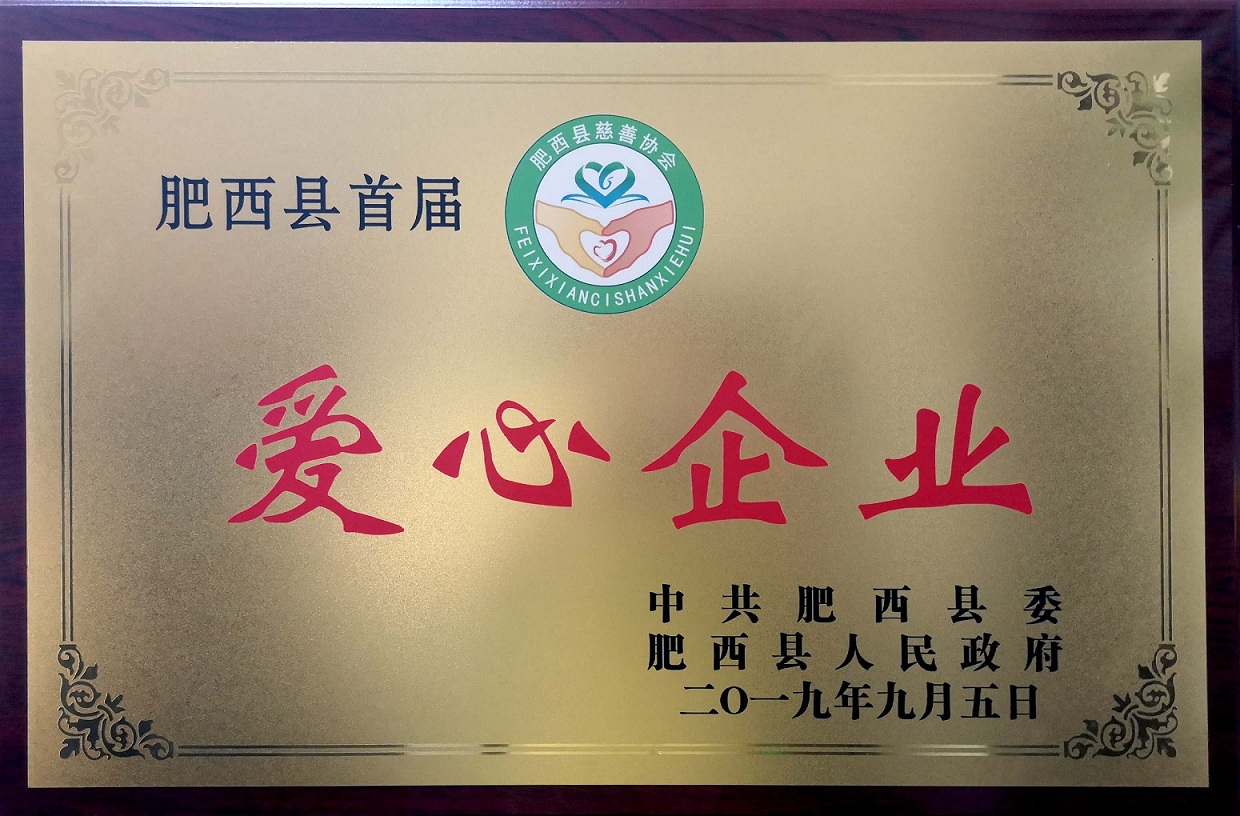 肥西县首届
肥西县慈善协会
FEIXIXIANCISHANXIEHUI
爱心企业
中共肥西县委
肥西县人民政府
二O一九年九月五日